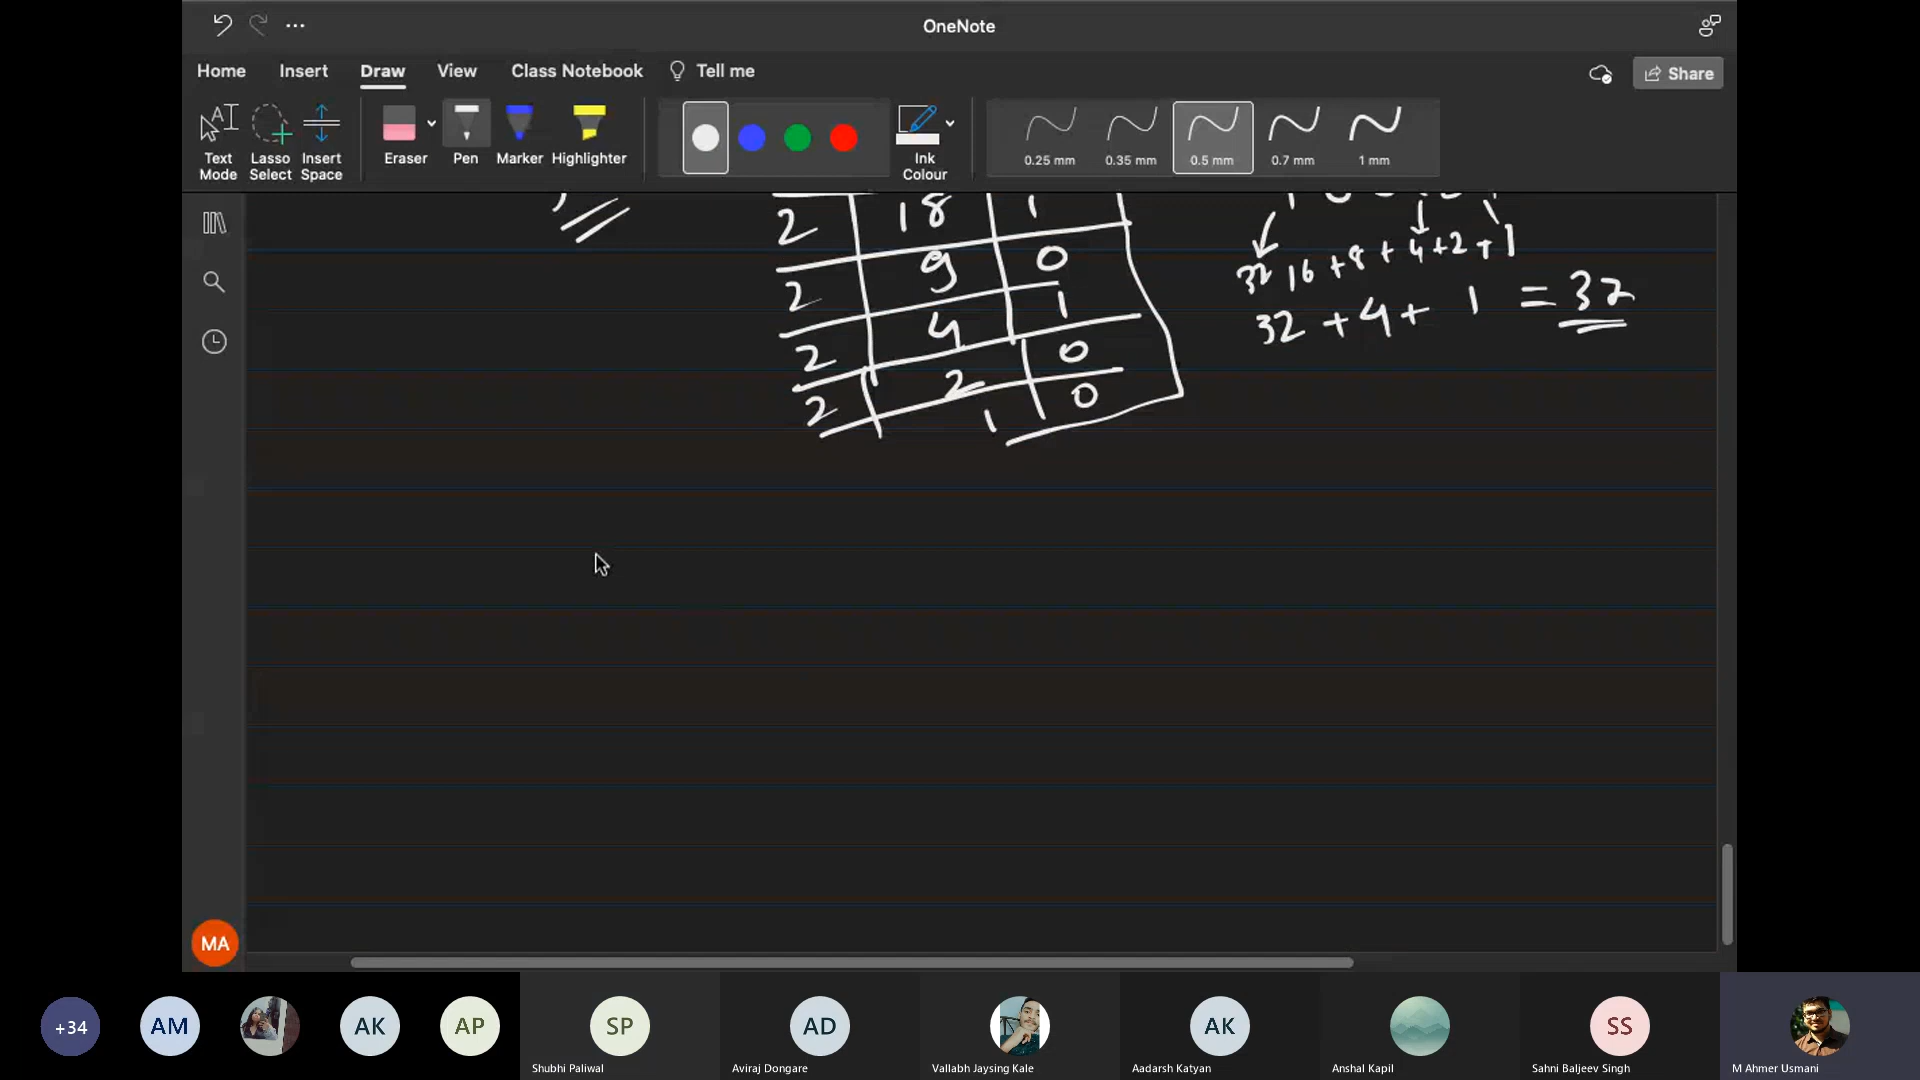 OneNote
Home Insert Draw View Class Notebook Tell me
Share
Text Mode
Lasso Select
Insert Space
Eraser
Pen
Marker
Highlighter
Ink Colour
0.25 mm
0.35 mm
0.5 mm
0.7 mm
1 mm
2 18 1
2 9 0
2 4 1
2 2 0
2 1 0
32 16 + 8 + 4 + 2 + 1
32 + 4 + 1 = 32
MA
+34
AM
AK
AP
SP
Shubhi Paliwal
AD
Aviraj Dongare
Vallabh Jaysing Kale
AK
Aadarsh Katyan
Anshal Kapil
SS
Sahni Baljeev Singh
M Ahmer Usmani